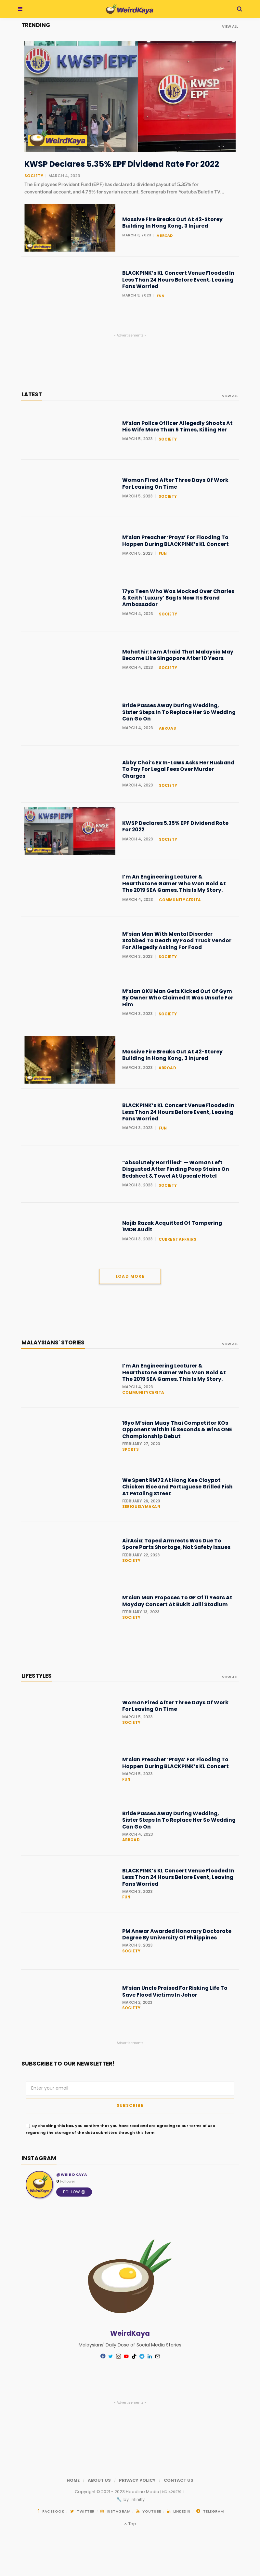 WeirdKaya
TRENDING
VIEW ALL
KWSP EPF
KWSP
EPF
WeirdKaya
KWSP Declares 5.35% EPF Dividend Rate For 2022
SOCIETY | MARCH 4, 2023
The Employees Provident Fund (EPF) has declared a dividend payout of 5.35% for
conventional account, and 4.75% for syariah account. Screengrab from Youtube/Buletin TV...
WeirdKaya
Massive Fire Breaks Out At 42-Storey
Building In Hong Kong, 3 Injured
MARCH 3, 2023 | ABROAD
BLACKPINK’s KL Concert Venue Flooded In
Less Than 24 Hours Before Event, Leaving
Fans Worried
MARCH 3, 2023 | FUN
- Advertisements -
LATEST
VIEW ALL
M’sian Police Officer Allegedly Shoots At
His Wife More Than 5 Times, Killing Her
MARCH 5, 2023 | SOCIETY
Woman Fired After Three Days Of Work
For Leaving On Time
MARCH 5, 2023 | SOCIETY
M’sian Preacher ‘Prays’ For Flooding To
Happen During BLACKPINK’s KL Concert
MARCH 5, 2023 | FUN
17yo Teen Who Was Mocked Over Charles
& Keith ‘Luxury’ Bag Is Now Its Brand
Ambassador
MARCH 4, 2023 | SOCIETY
Mahathir: I Am Afraid That Malaysia May
Become Like Singapore After 10 Years
MARCH 4, 2023 | SOCIETY
Bride Passes Away During Wedding,
Sister Steps In To Replace Her So Wedding
Can Go On
MARCH 4, 2023 | ABROAD
Abby Choi’s Ex In-Laws Asks Her Husband
To Pay For Legal Fees Over Murder
Charges
MARCH 4, 2023 | SOCIETY
KWSP EPF
KWSP
EPF
WeirdKaya
KWSP Declares 5.35% EPF Dividend Rate
For 2022
MARCH 4, 2023 | SOCIETY
I’m An Engineering Lecturer &
Hearthstone Gamer Who Won Gold At
The 2019 SEA Games. This Is My Story.
MARCH 4, 2023 | COMMUNITYCERITA
M’sian Man With Mental Disorder
Stabbed To Death By Food Truck Vendor
For Allegedly Asking For Food
MARCH 3, 2023 | SOCIETY
M’sian OKU Man Gets Kicked Out Of Gym
By Owner Who Claimed It Was Unsafe For
Him
MARCH 3, 2023 | SOCIETY
WeirdKaya
Massive Fire Breaks Out At 42-Storey
Building In Hong Kong, 3 Injured
MARCH 3, 2023 | ABROAD
BLACKPINK’s KL Concert Venue Flooded In
Less Than 24 Hours Before Event, Leaving
Fans Worried
MARCH 3, 2023 | FUN
“Absolutely Horrified” — Woman Left
Disgusted After Finding Poop Stains On
Bedsheet & Towel At Upscale Hotel
MARCH 3, 2023 | SOCIETY
Najib Razak Acquitted Of Tampering
1MDB Audit
MARCH 3, 2023 | CURRENT AFFAIRS
LOAD MORE
MALAYSIANS’ STORIES
VIEW ALL
I’m An Engineering Lecturer &
Hearthstone Gamer Who Won Gold At
The 2019 SEA Games. This Is My Story.
MARCH 4, 2023
COMMUNITYCERITA
16yo M’sian Muay Thai Competitor KOs
Opponent Within 16 Seconds & Wins ONE
Championship Debut
FEBRUARY 27, 2023
SPORTS
We Spent RM72 At Hong Kee Claypot
Chicken Rice and Portuguese Grilled Fish
At Petaling Street
FEBRUARY 26, 2023
SERIOUSLYMAKAN
AirAsia: Taped Armrests Was Due To
Spare Parts Shortage, Not Safety Issues
FEBRUARY 22, 2023
SOCIETY
M’sian Man Proposes To GF Of 11 Years At
Mayday Concert At Bukit Jalil Stadium
FEBRUARY 12, 2023
SOCIETY
LIFESTYLES
VIEW ALL
Woman Fired After Three Days Of Work
For Leaving On Time
MARCH 5, 2023
SOCIETY
M’sian Preacher ‘Prays’ For Flooding To
Happen During BLACKPINK’s KL Concert
MARCH 5, 2023
FUN
Bride Passes Away During Wedding,
Sister Steps In To Replace Her So Wedding
Can Go On
MARCH 4, 2023
ABROAD
BLACKPINK’s KL Concert Venue Flooded In
Less Than 24 Hours Before Event, Leaving
Fans Worried
MARCH 3, 2023
FUN
PM Anwar Awarded Honorary Doctorate
Degree By University Of Philippines
MARCH 3, 2023
SOCIETY
M’sian Uncle Praised For Risking Life To
Save Flood Victims In Johor
MARCH 2, 2023
SOCIETY
- Advertisements -
SUBSCRIBE TO OUR NEWSLETTER!
Enter your email
SUBSCRIBE
By checking this box, you confirm that you have read and are agreeing to our terms of use
regarding the storage of the data submitted through this form.
INSTAGRAM
WeirdKaya
@WEIRDKAYA
FOLLOW
WeirdKaya
Malaysians' Daily Dose of Social Media Stories
- Advertisements -
HOME / ABOUT US / PRIVACY POLICY / CONTACT US
Copyright © 2021 - 2023 Headline Media
by
FACEBOOK TWITTER INSTAGRAM YOUTUBE LINKEDIN TELEGRAM
Top